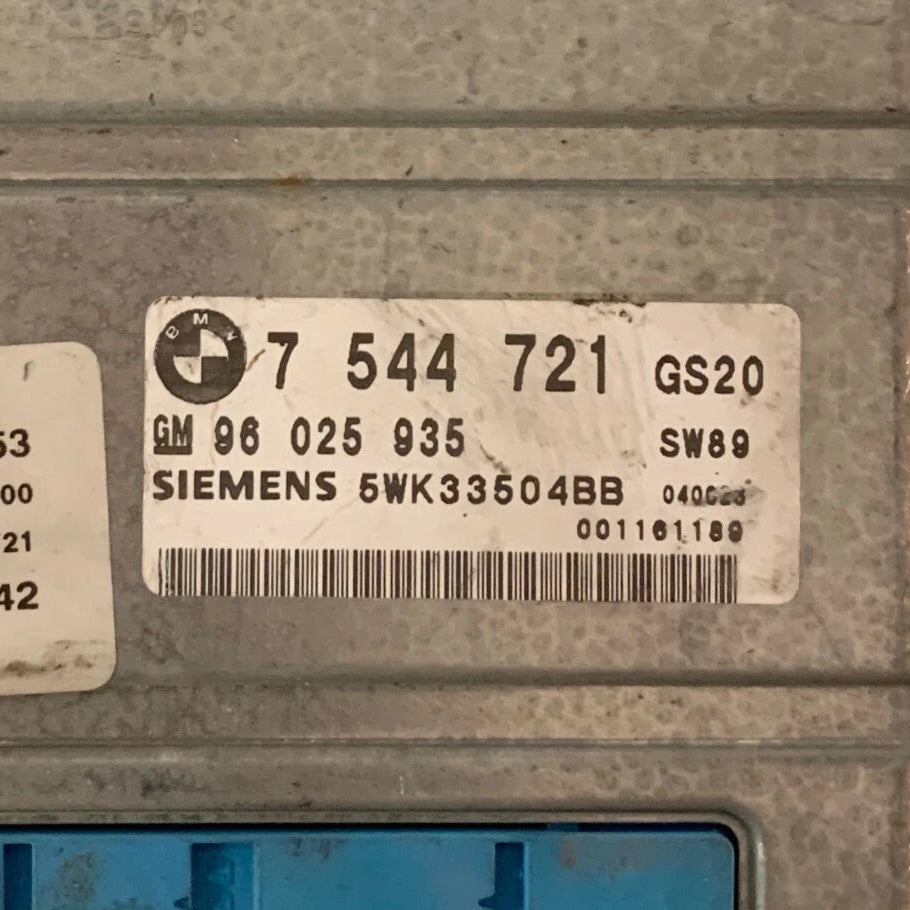 53
00
21
42
BMW
7 544 721 GS20
GM 96 025 935 SW89
SIEMENS 5WK33504BB
001161189